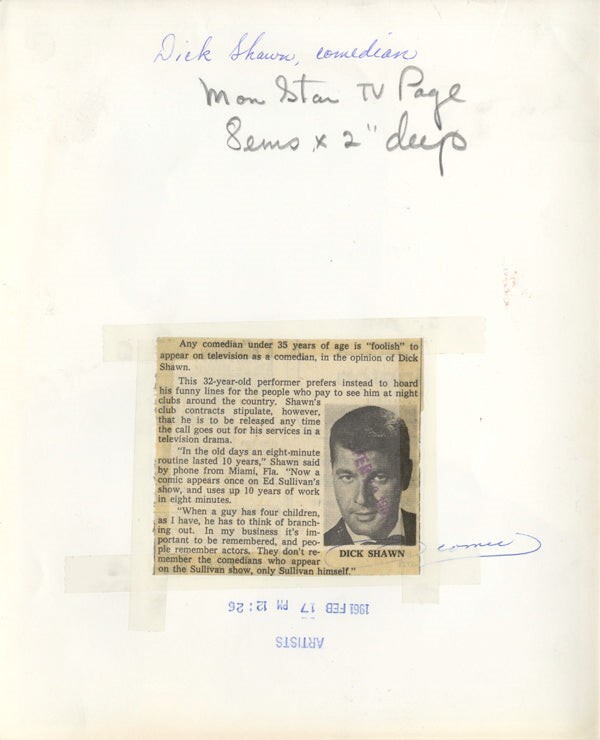 Dick Shawn, comedian
Mon Star TV Page
8ems x 2" deep
Any comedian under 35 years of age is "foolish" to
appear on television as a comedian, in the opinion of Dick
Shawn.
This 32-year-old performer prefers instead to hoard
his funny lines for the people who pay to see him at night
clubs around the country. Shawn's
club contracts stipulate, however,
that he is to be released any time
the call goes out for his services in a
television drama.
"In the old days an eight-minute
routine lasted 10 years," Shawn said
by phone from Miami, Fla. "Now a
comic appears once on Ed Sullivan's
show, and uses up 10 years of work
in eight minutes.
"When a guy has four children,
as I have, he has to think of branch-
ing out. In my business it's im-
portant to be remembered, and peo-
ple remember actors. They don't re-
member the comedians who appear
on the Sullivan show, only Sullivan himself."
FEB
DICK SHAWN
comic
1961 FEB 17 PM 12:26
ARTISTS